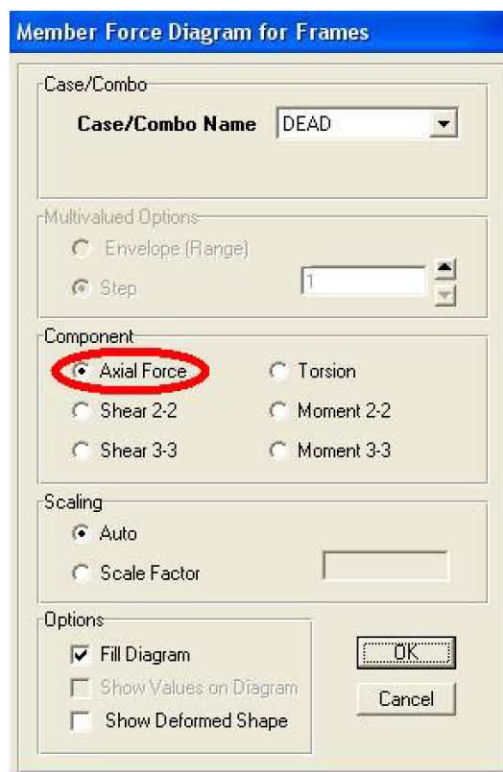 Member Force Diagram for Frames
Case/Combo
Case/Combo Name DEAD
Multivalued Options
Envelope (Range)
Step 1
Component
Axial Force Torsion
Shear 2-2 Moment 2-2
Shear 3-3 Moment 3-3
Scaling
Auto
Scale Factor
Options
Fill Diagram OK
Show Values on Diagram
Cancel
Show Deformed Shape